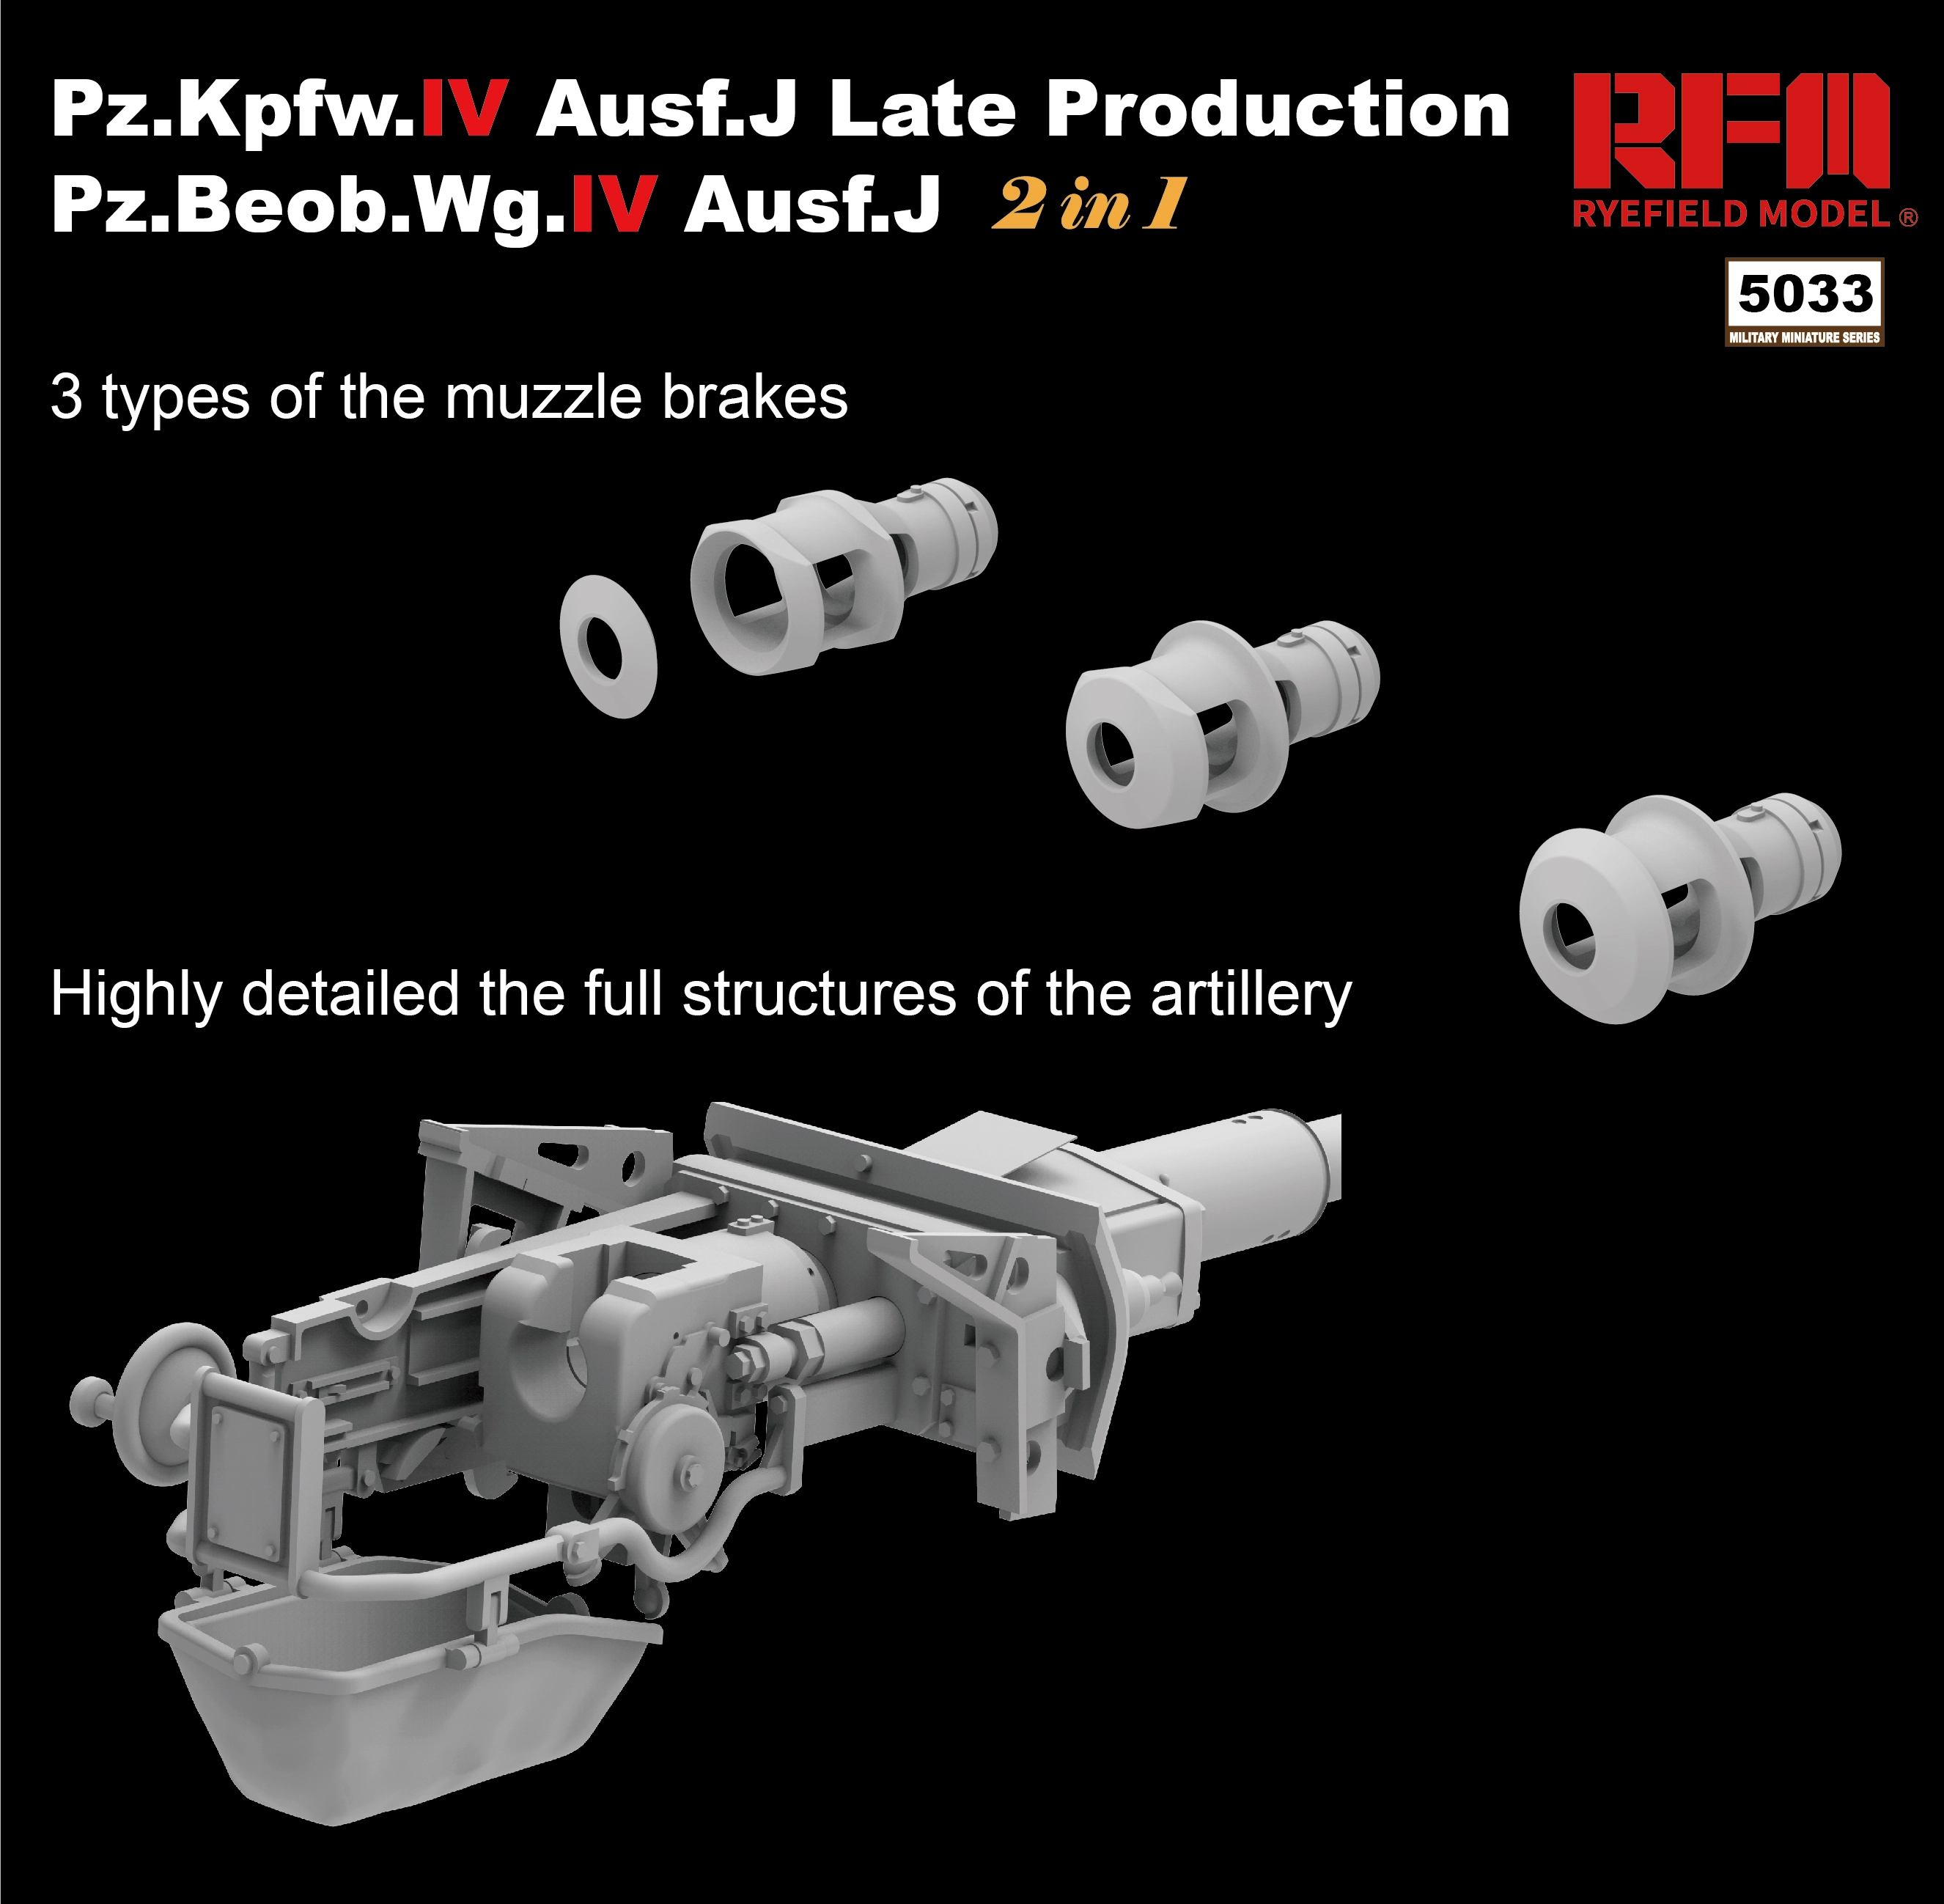 Pz.Kpfw.IV Ausf.J Late Production
Pz.Beob.Wg.IV Ausf.J 2 in 1
RFM
RYEFIELD MODEL ®
5033
MILITARY MINIATURE SERIES
3 types of the muzzle brakes
Highly detailed the full structures of the artillery